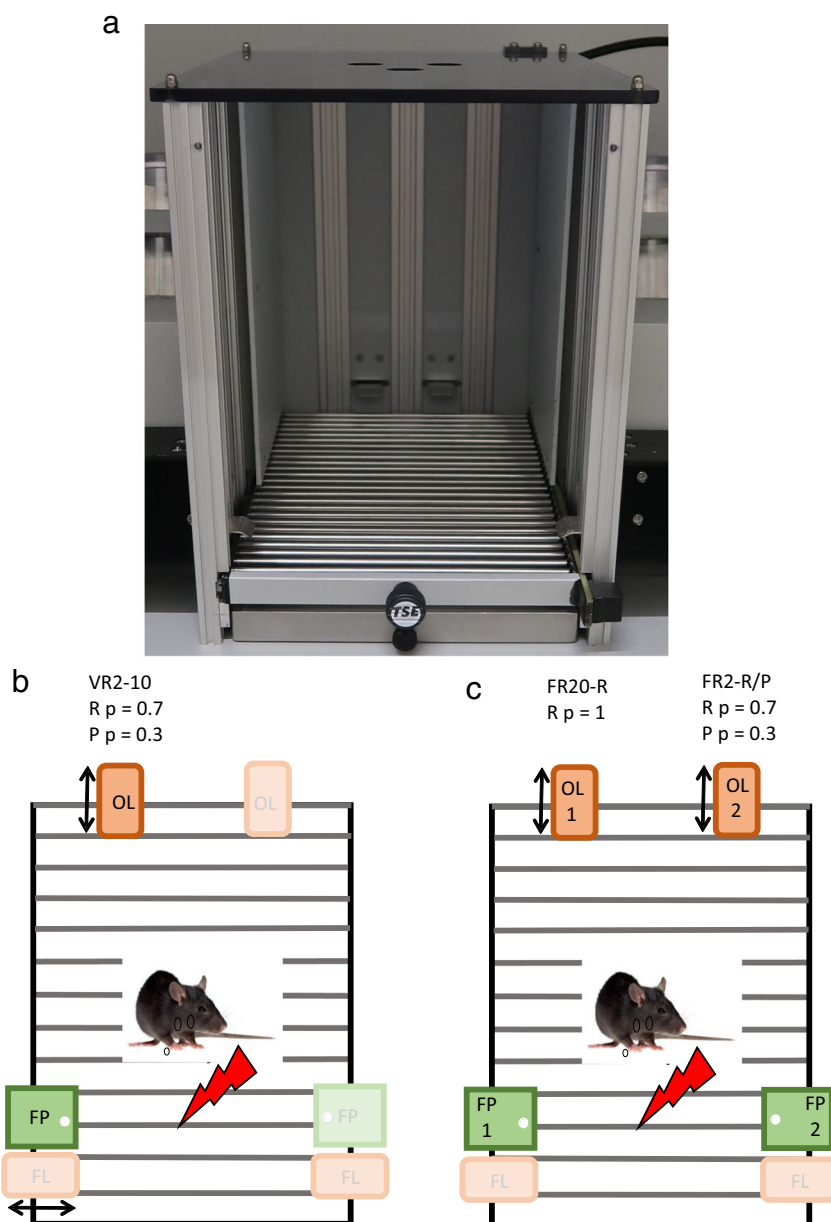 a
TSE
b
VR2-10
R p = 0.7
P p = 0.3
OL
OL
FP
FP
FL
FL
c
FR20-R
R p = 1
FR2-R/P
R p = 0.7
P p = 0.3
OL
1
OL
2
FP
1
FP
2
FL
FL